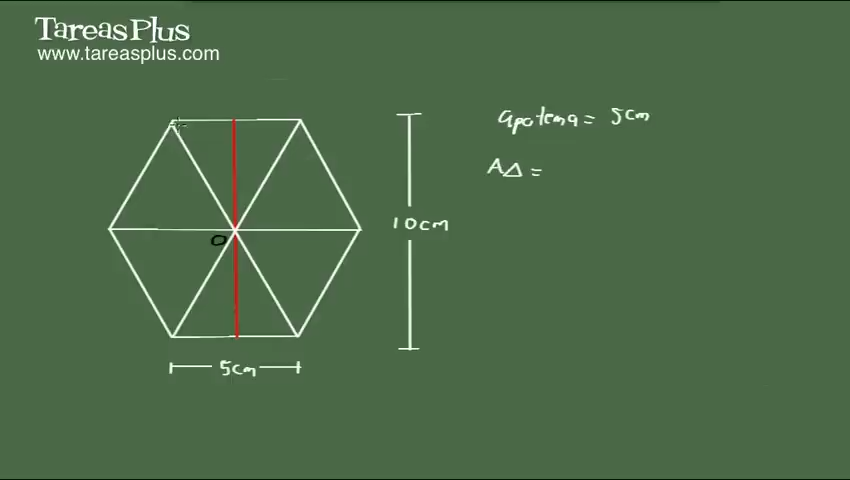 TareasPlus
www.tareasplus.com
apotema = 5cm
A△ =
10cm
O
5cm